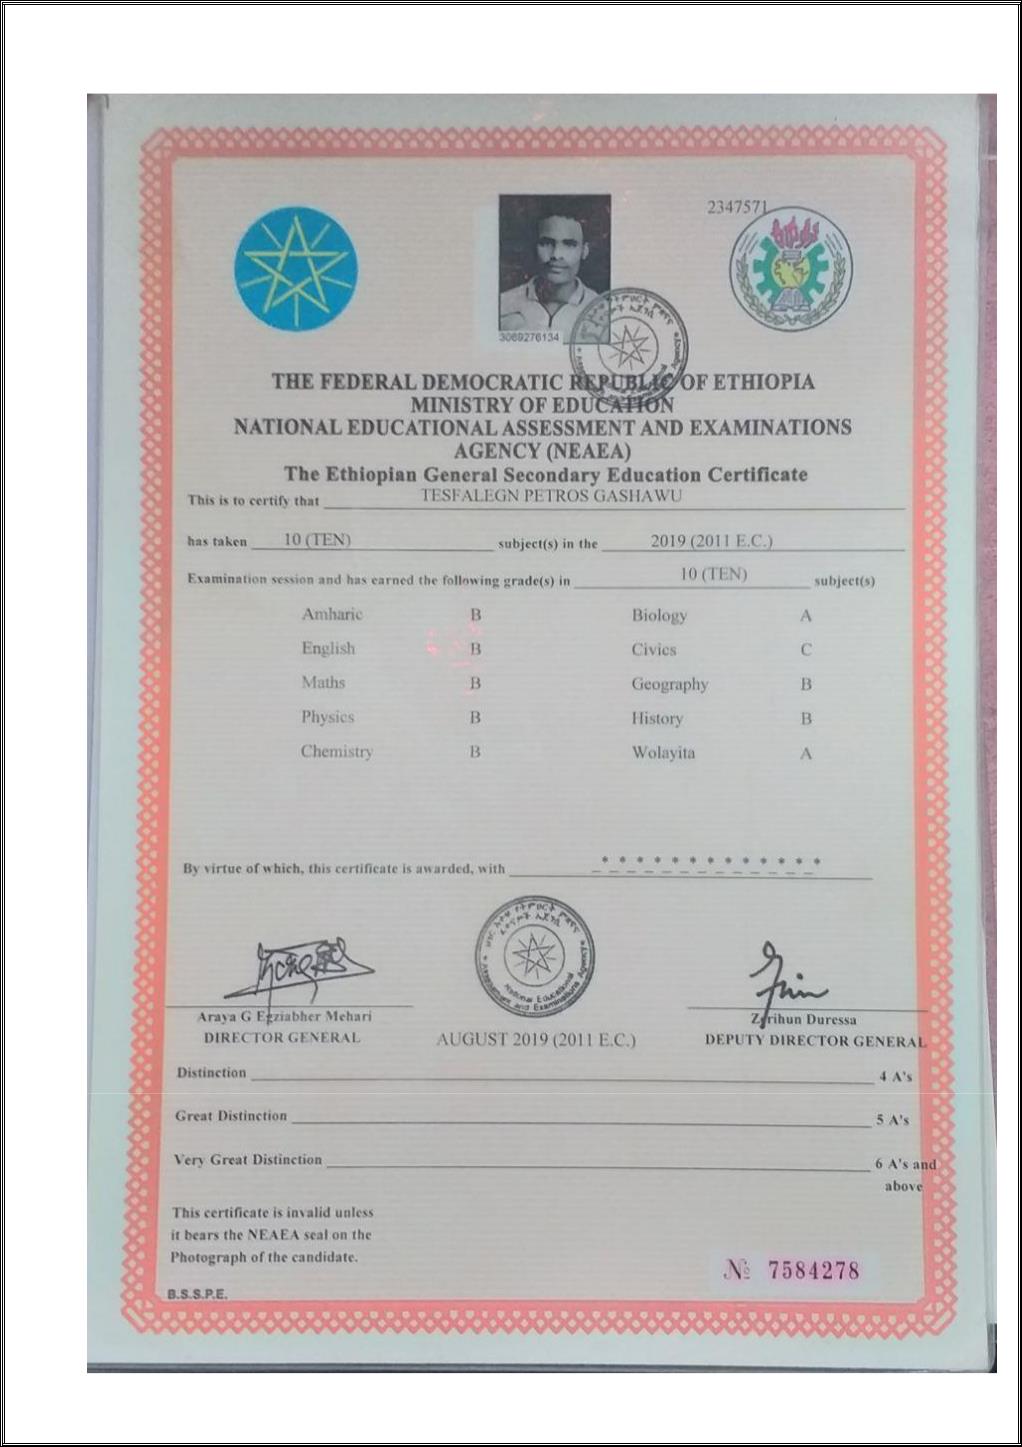 2347571
3069276134
THE FEDERAL DEMOCRATIC REPUBLIC OF ETHIOPIA
MINISTRY OF EDUCATION
NATIONAL EDUCATIONAL ASSESSMENT AND EXAMINATIONS
AGENCY (NEAEA)
The Ethiopian General Secondary Education Certificate
This is to certify that TESFALEGN PETROS GASHAWU
has taken 10 (TEN) subject(s) in the 2019 (2011 E.C.)
Examination session and has earned the following grade(s) in 10 (TEN) subject(s)
Amharic B Biology A
English B Civics C
Maths B Geography B
Physics B History B
Chemistry B Wolayita A
By virtue of which, this certificate is awarded, with * * * * * * * * * * * * *
National Educational
Assessment and Examinations Agency
Araya G Egziabher Mehari
DIRECTOR GENERAL
AUGUST 2019 (2011 E.C.)
Zerihun Duressa
DEPUTY DIRECTOR GENERAL
Distinction 4 A's
Great Distinction 5 A's
Very Great Distinction 6 A's and
above
This certificate is invalid unless
it bears the NEAEA seal on the
Photograph of the candidate.
B.S.S.P.E.
№ 7584278